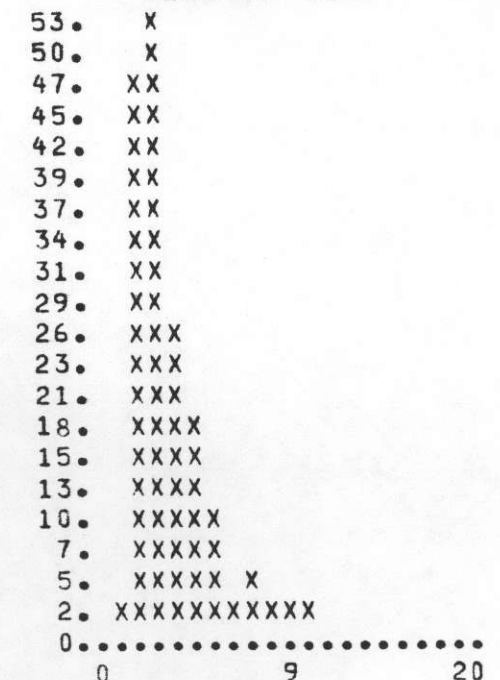 53. X
50. X
47. XX
45. XX
42. XX
39. XX
37. XX
34. XX
31. XX
29. XX
26. XXX
23. XXX
21. XXX
18. XXXX
15. XXXX
13. XXXX
10. XXXXX
7. XXXXX
5. XXXXX X
2. XXXXXXXXXXX
0......................
0 9 20